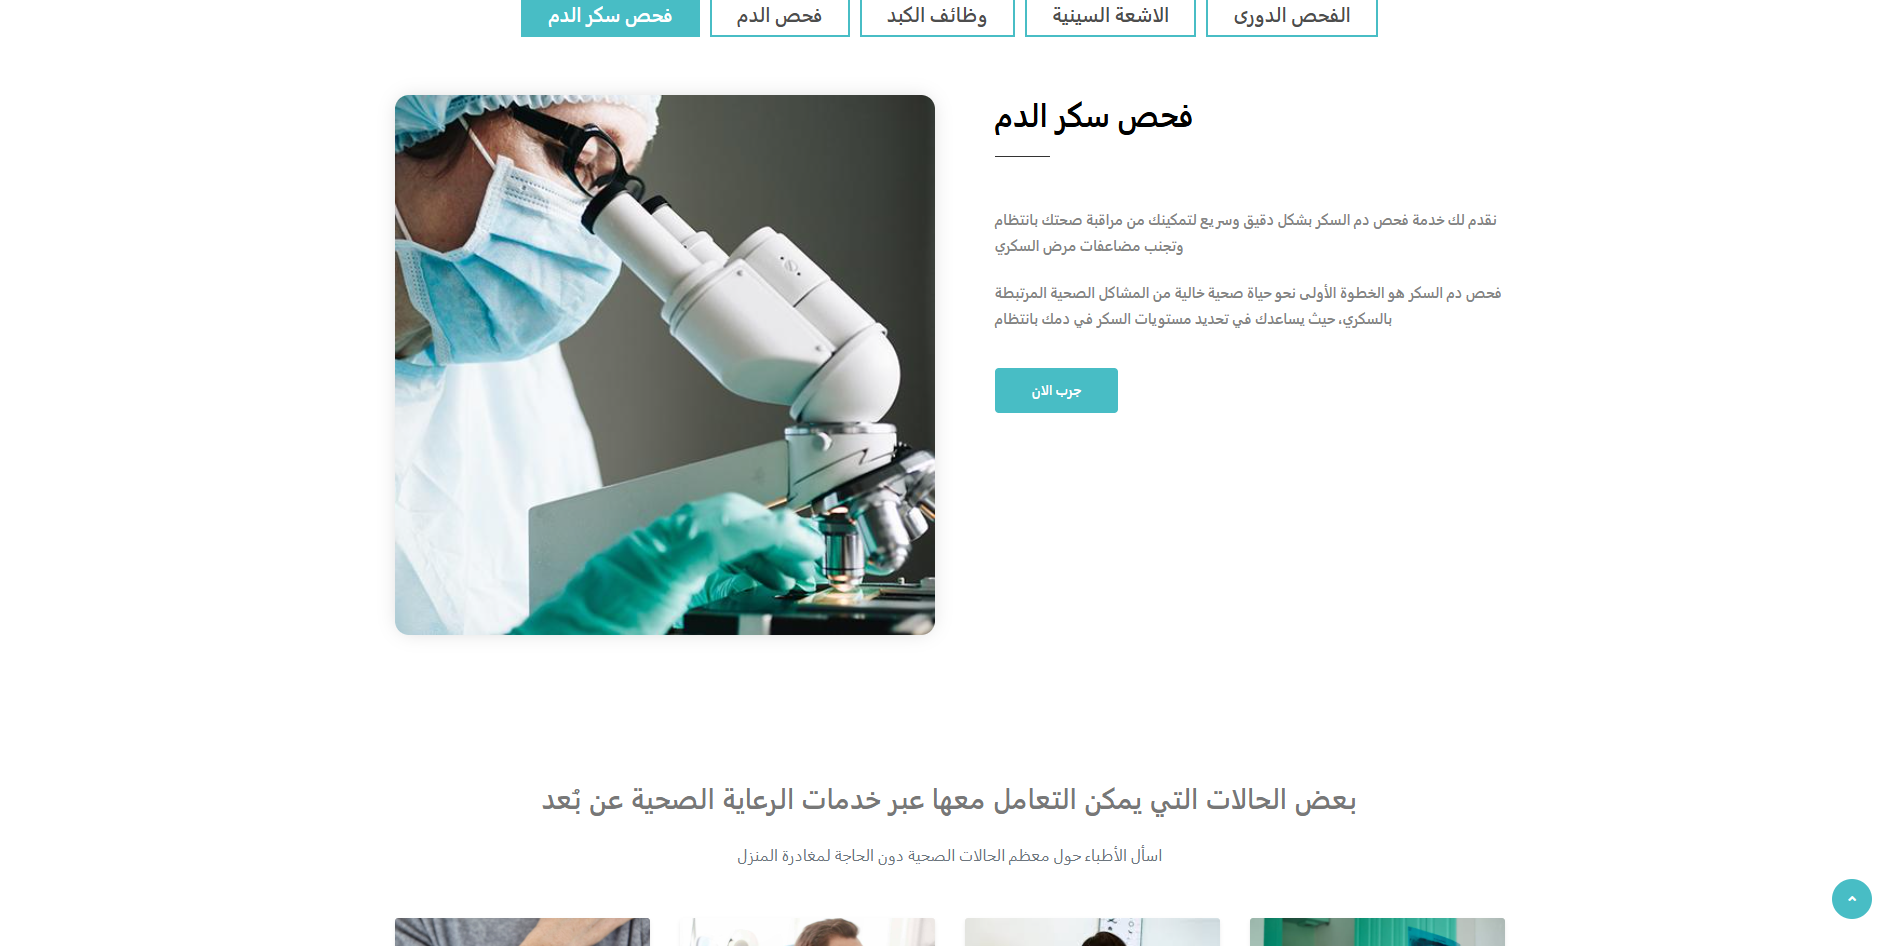 الفحص الدورى
الاشعة السينية
وظائف الكبد
فحص الدم
فحص سكر الدم
فحص سكر الدم
نقدم لك خدمة فحص دم السكر بشكل دقيق وسريع لتمكينك من مراقبة صحتك بانتظام
وتجنب مضاعفات مرض السكري
فحص دم السكر هو الخطوة الأولى نحو حياة صحية خالية من المشاكل الصحية المرتبطة
بالسكري، حيث يساعدك في تحديد مستويات السكر في دمك بانتظام
جرب الان
بعض الحالات التي يمكن التعامل معها عبر خدمات الرعاية الصحية عن بُعد
اسأل الأطباء حول معظم الحالات الصحية دون الحاجة لمغادرة المنزل